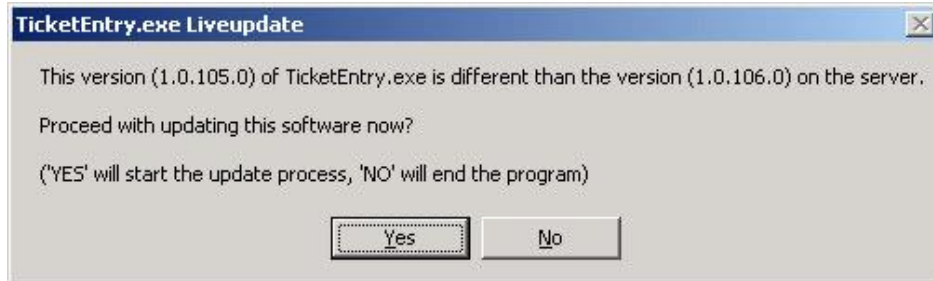 TicketEntry.exe Liveupdate
This version (1.0.105.0) of TicketEntry.exe is different than the version (1.0.106.0) on the server.
Proceed with updating this software now?
('YES' will start the update process, 'NO' will end the program)
Yes No